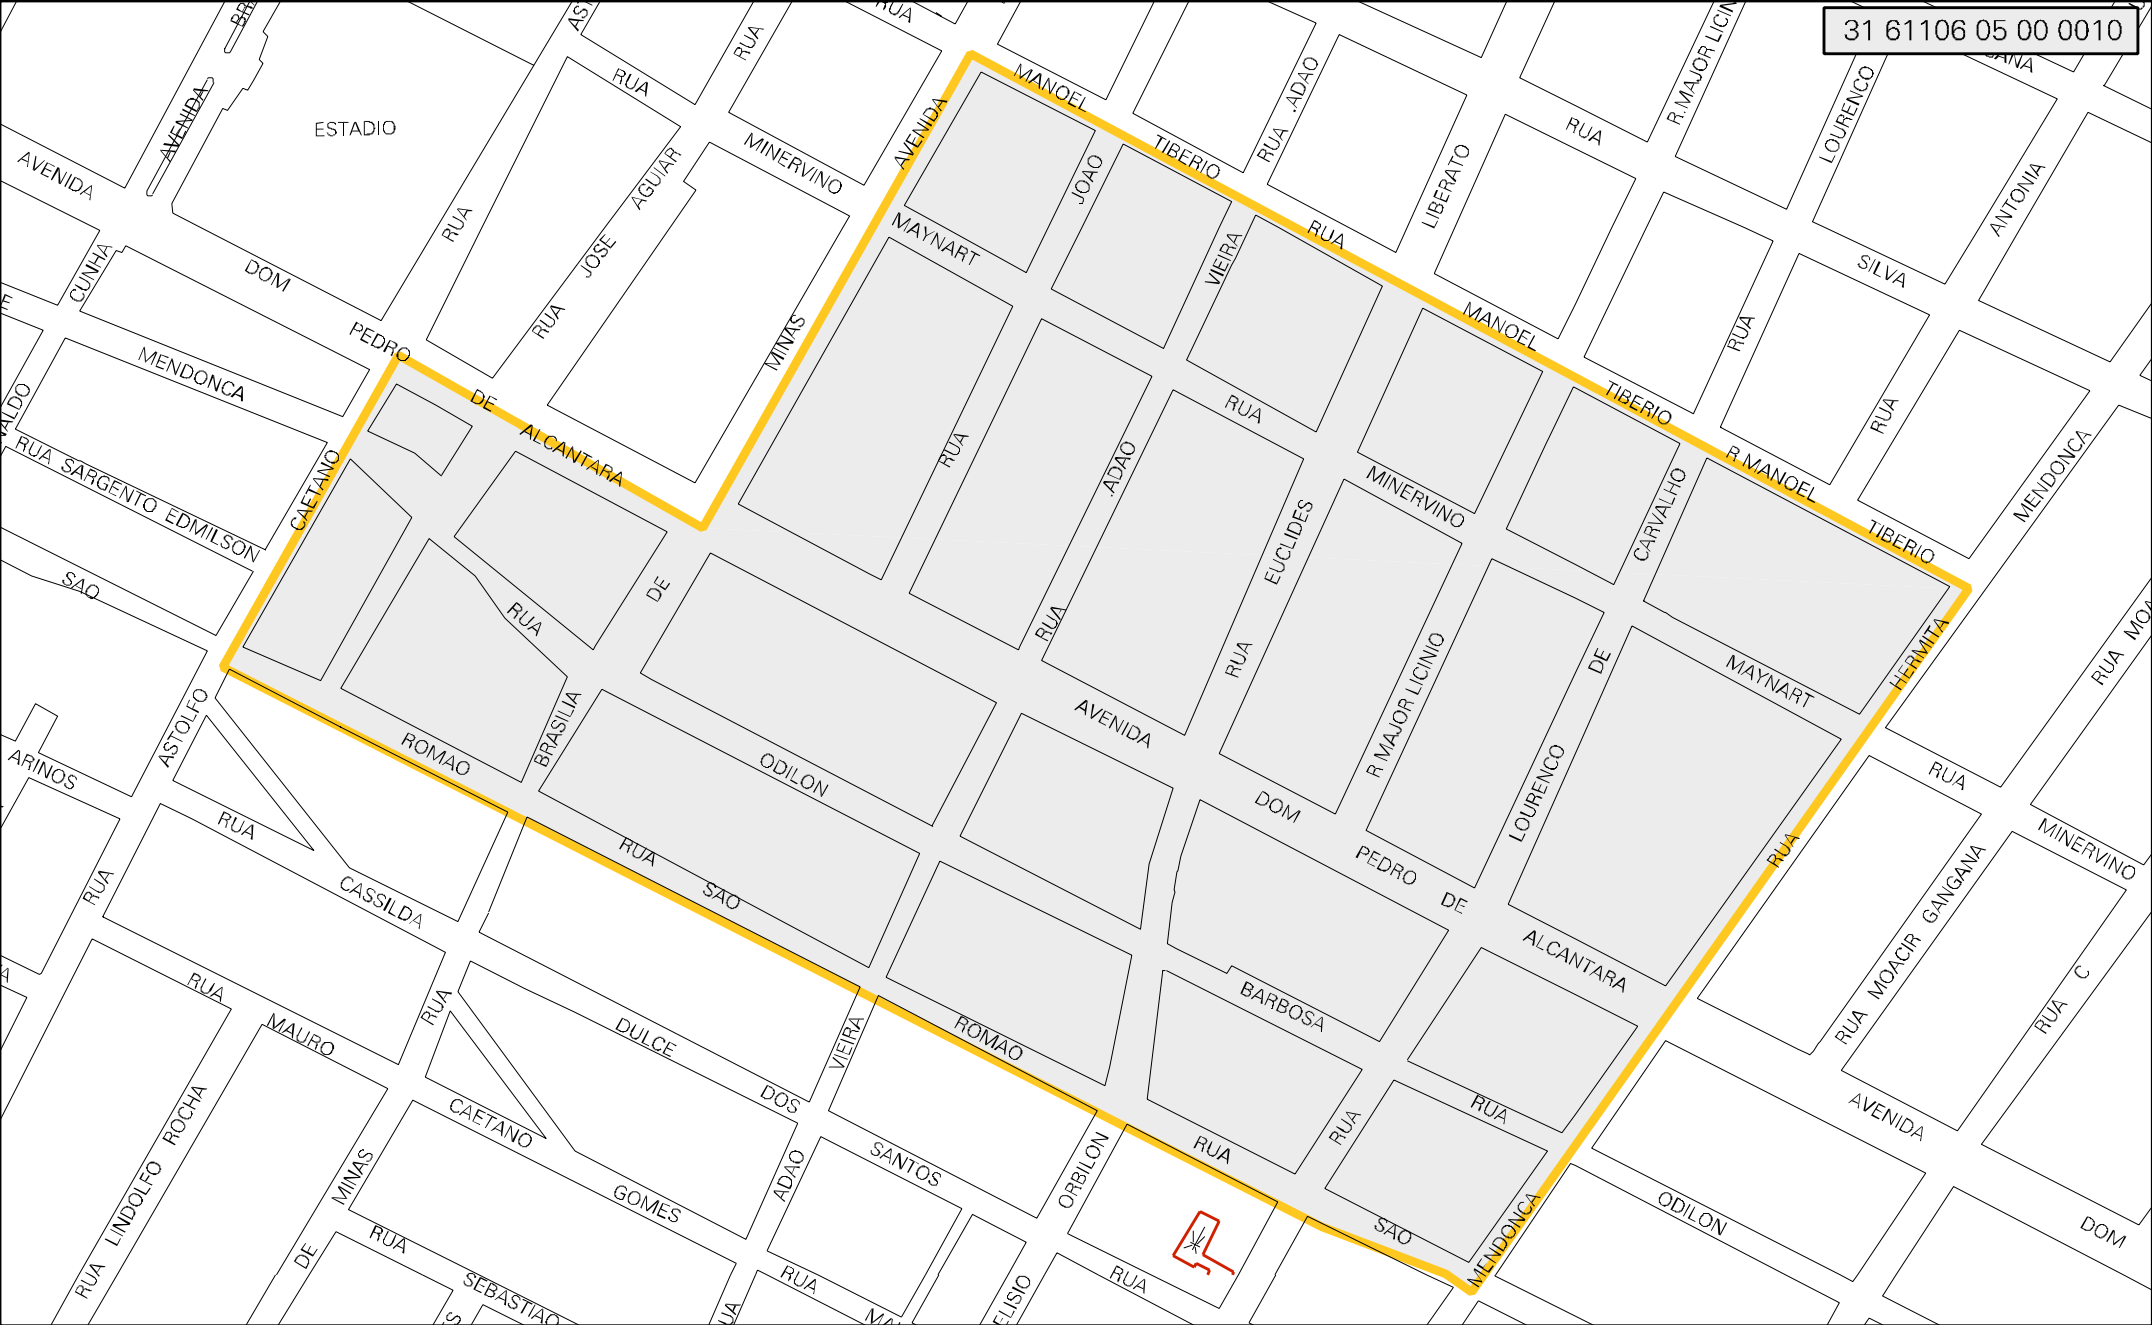 31 61106 05 00 0010
RUA
RUA
MANOEL
RUA .ADAO
R.MAJOR LICIN
LOURENCO
RUA
ESTADIO
AVENIDA
AVENIDA
RUA
MINERVINO
AVENIDA
TIBERIO
JOAO
LIBERATO
ANTONIA
AVENIDA
RUA JOSE AGUIAR
RUA
MAYNART
VIEIRA
RUA
SILVA
CUNHA
DOM
PEDRO
DE
ALCANTARA
MINAS
MANOEL
RUA
TIBERIO
RUA
R MANOEL
TIBERIO
MENDONCA
MENDONCA
RUA SARGENTO EDMILSON
CAETANO
RUA
RUA
.ADAO
MINERVINO
EUCLIDES
CARVALHO
SAO
RUA
DE
RUA
RUA
R MAJOR LICINIO
DE
MAYNART
HERMITA
RUA MOA
ASTOLFO
ROMAO
BRASILIA
ODILON
AVENIDA
DOM
PEDRO
DE
ALCANTARA
LOURENCO
RUA
RUA
MINERVINO
ARINOS
RUA
CASSILDA
RUA
RUA
SAO
ROMAO
BARBOSA
RUA
RUA
RUA
SAO
MENDONCA
RUA MOACIR GANGANA
RUA C
AVENIDA
RUA
MAURO
RUA
DULCE
DOS
SANTOS
VIEIRA
ADAO
ORBILON
ODILON
DOM
RUA LINDOLFO ROCHA
MINAS
DE
CAETANO
GOMES
RUA
SEBASTIAO
RUA
ELISIO
RUA